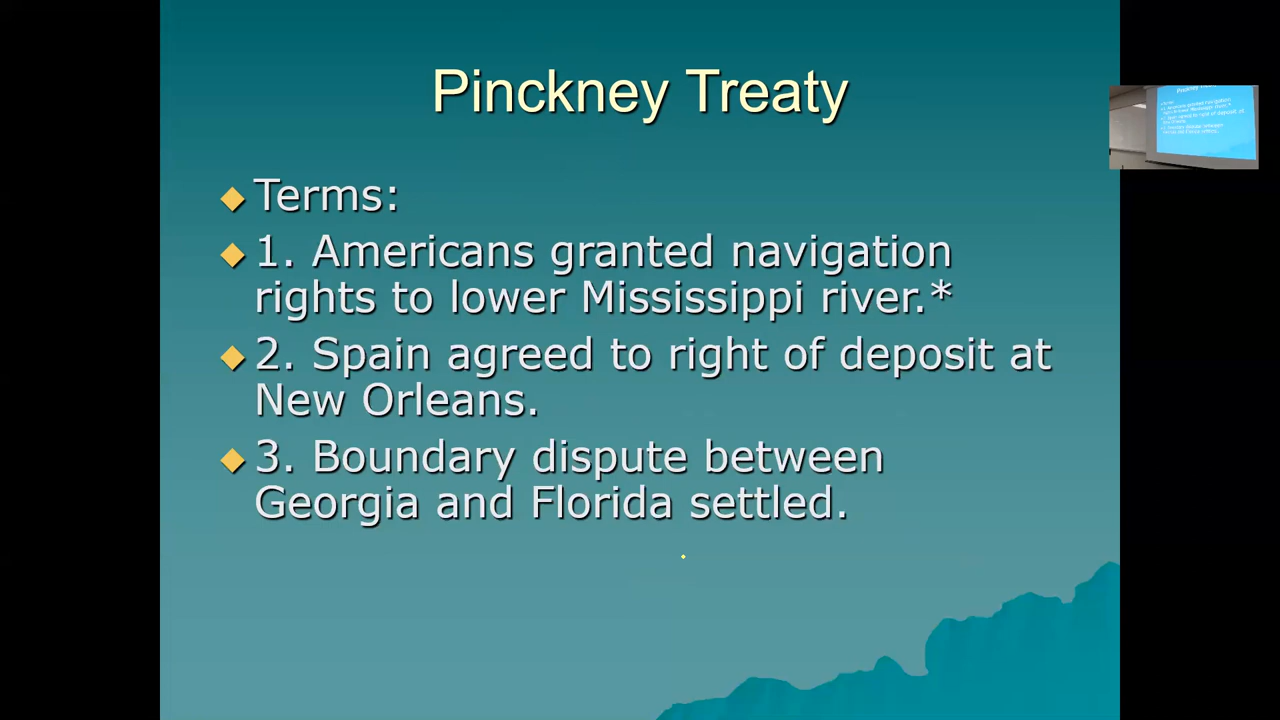 Pinckney Treaty
Terms:
1. Americans granted navigation
rights to lower Mississippi river.*
2. Spain agreed to right of deposit at
New Orleans.
3. Boundary dispute between
Georgia and Florida settled.